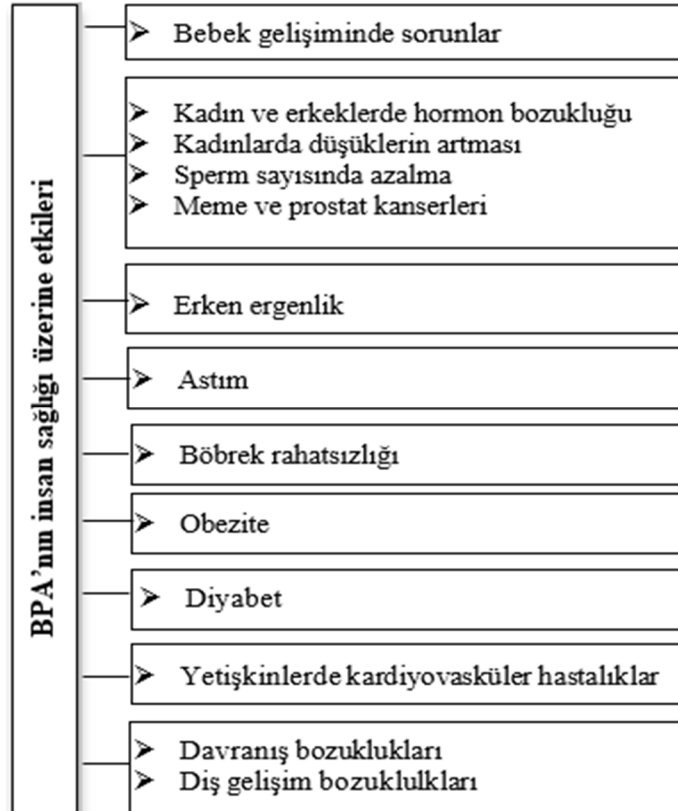 BPA’nın insan sağlığı üzerine etkileri
➢ Bebek gelişiminde sorunlar
➢ Kadın ve erkeklerde hormon bozukluğu
➢ Kadınlarda düşüklerin artması
➢ Sperm sayısında azalma
➢ Meme ve prostat kanserleri
➢ Erken ergenlik
➢ Astım
➢ Böbrek rahatsızlığı
➢ Obezite
➢ Diyabet
➢ Yetişkinlerde kardiyovasküler hastalıklar
➢ Davranış bozuklukları
➢ Diş gelişim bozuklulkları